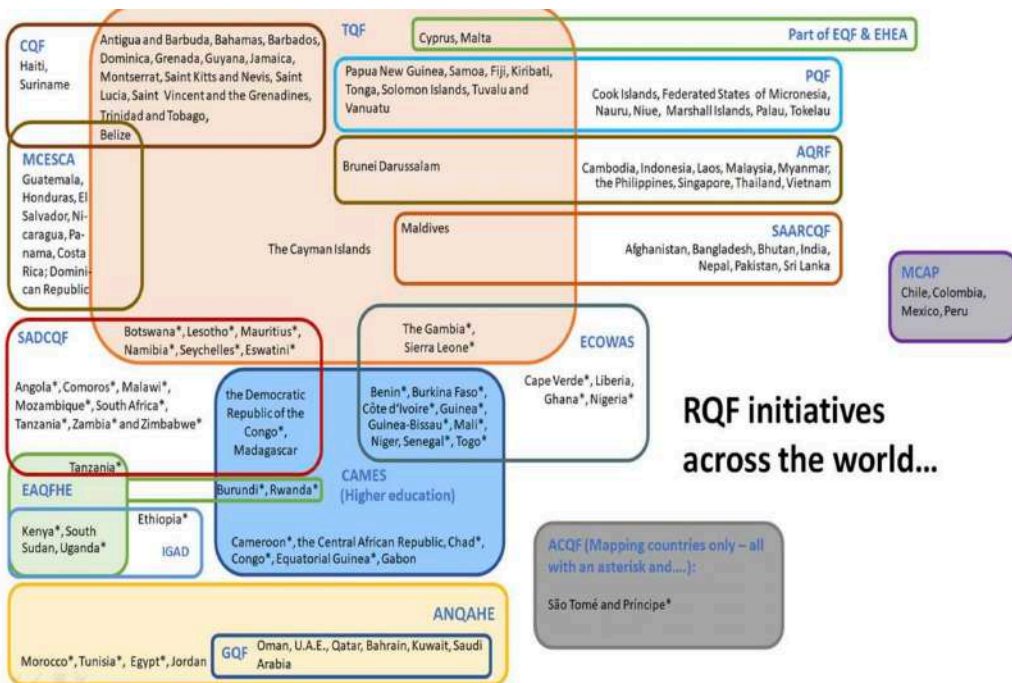 CQF
Haiti,
Suriname
Antigua and Barbuda, Bahamas, Barbados,
Dominica, Grenada, Guyana, Jamaica,
Montserrat, Saint Kitts and Nevis, Saint
Lucia, Saint Vincent and the Grenadines,
Trinidad and Tobago,
Belize
TQF
Cyprus, Malta
Part of EQF & EHEA
Papua New Guinea, Samoa, Fiji, Kiribati,
Tonga, Solomon Islands, Tuvalu and
Vanuatu
PQF
Cook Islands, Federated States of Micronesia,
Nauru, Niue, Marshall Islands, Palau, Tokelau
MCESCA
Guatemala,
Honduras, El
Salvador, Ni-
caragua, Pa-
nama, Costa
Rica; Domini-
can Republic
Brunei Darussalam
AQRF
Cambodia, Indonesia, Laos, Malaysia, Myanmar,
the Philippines, Singapore, Thailand, Vietnam
The Cayman Islands
Maldives
SAARCQF
Afghanistan, Bangladesh, Bhutan, India,
Nepal, Pakistan, Sri Lanka
MCAP
Chile, Colombia,
Mexico, Peru
SADCQF
Botswana*, Lesotho*, Mauritius*,
Namibia*, Seychelles*, Eswatini*
The Gambia*,
Sierra Leone*
ECOWAS
Angola*, Comoros*, Malawi*,
Mozambique*, South Africa*,
Tanzania*, Zambia* and Zimbabwe*
the Democratic
Republic of the
Congo*,
Madagascar
Benin*, Burkina Faso*,
Côte d'Ivoire*, Guinea*,
Guinea-Bissau*, Mali*,
Niger, Senegal*, Togo*
Cape Verde*, Liberia,
Ghana*, Nigeria*
RQF initiatives
across the world...
Tanzania*
EAQFHE
Burundi*, Rwanda*
CAMES
(Higher education)
Kenya*, South
Sudan, Uganda*
Ethiopia*
IGAD
Cameroon*, the Central African Republic, Chad*,
Congo*, Equatorial Guinea*, Gabon
ACQF (Mapping countries only – all
with an asterisk and....):
São Tomé and Príncipe*
ANQAHE
Morocco*, Tunisia*, Egypt*, Jordan
GQF
Oman, U.A.E., Qatar, Bahrain, Kuwait, Saudi
Arabia